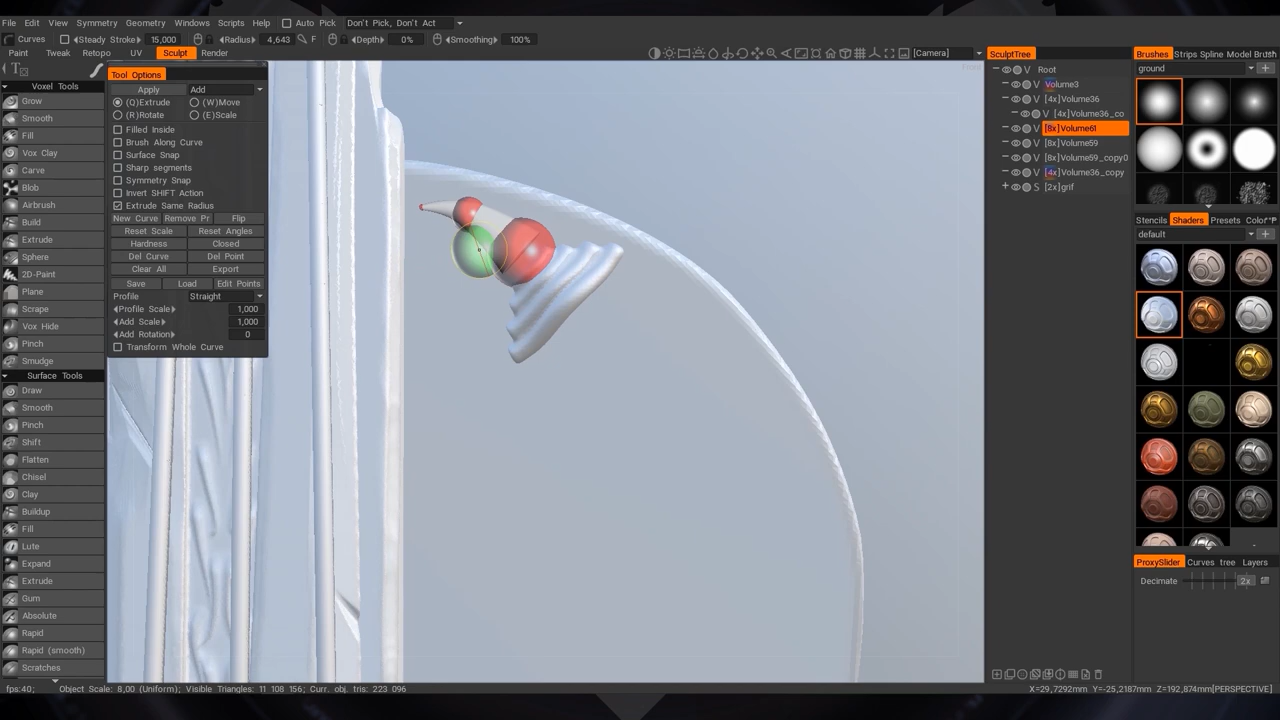 File Edit View Symmetry Geometry Windows Scripts Help Auto Pick Don't Pick, Don't Act
Curves Steady Stroke 15,000 Radius 4,643 F Depth 0% Smoothing 100%
Paint Tweak Retopo UV Sculpt Render [Camera]
Voxel Tools
Grow
Smooth
Fill
Vox Clay
Carve
Blob
Airbrush
Build
Extrude
Sphere
2D-Paint
Plane
Scrape
Vox Hide
Pinch
Smudge
Surface Tools
Draw
Smooth
Pinch
Shift
Flatten
Chisel
Clay
Buildup
Fill
Lute
Expand
Extrude
Gum
Absolute
Rapid
Rapid (smooth)
Scratches
Tool Options
Apply Add
(Q)Extrude (W)Move
(R)Rotate (E)Scale
Filled Inside
Brush Along Curve
Surface Snap
Sharp segments
Symmetry Snap
Invert SHIFT Action
Extrude Same Radius
New Curve Remove Pr Flip
Reset Scale Reset Angles
Hardness Closed
Del Curve Del Point
Clear All Export
Save Load Edit Points
Profile Straight
Profile Scale 1,000
Add Scale 1,000
Add Rotation 0
Transform Whole Curve
SculptTree
V Root
V Volume3
V [4x]Volume36
V [4x]Volume36_co
V [8x]Volume61
V [8x]Volume59
V [8x]Volume59_copy0
V [4x]Volume36_copy
S [2x]grif
Brushes Strips Spline Model Brush
ground
Stencils Shaders Presets Color
default
ProxySlider Curves tree Layers
Decimate 2x
fps:40; Object Scale: 8,00 (Uniform); Visible Triangles: 11 108 156; Curr. obj. tris: 223 096
X=29,7292mm Y=-25,2187mm Z=192,874mm[PERSPECTIVE]